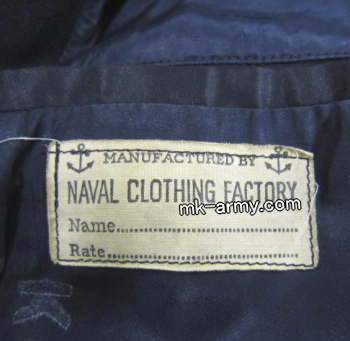 MANUFACTURED BY
NAVAL CLOTHING FACTORY
mk-army.com
Name..............................
Rate..............................